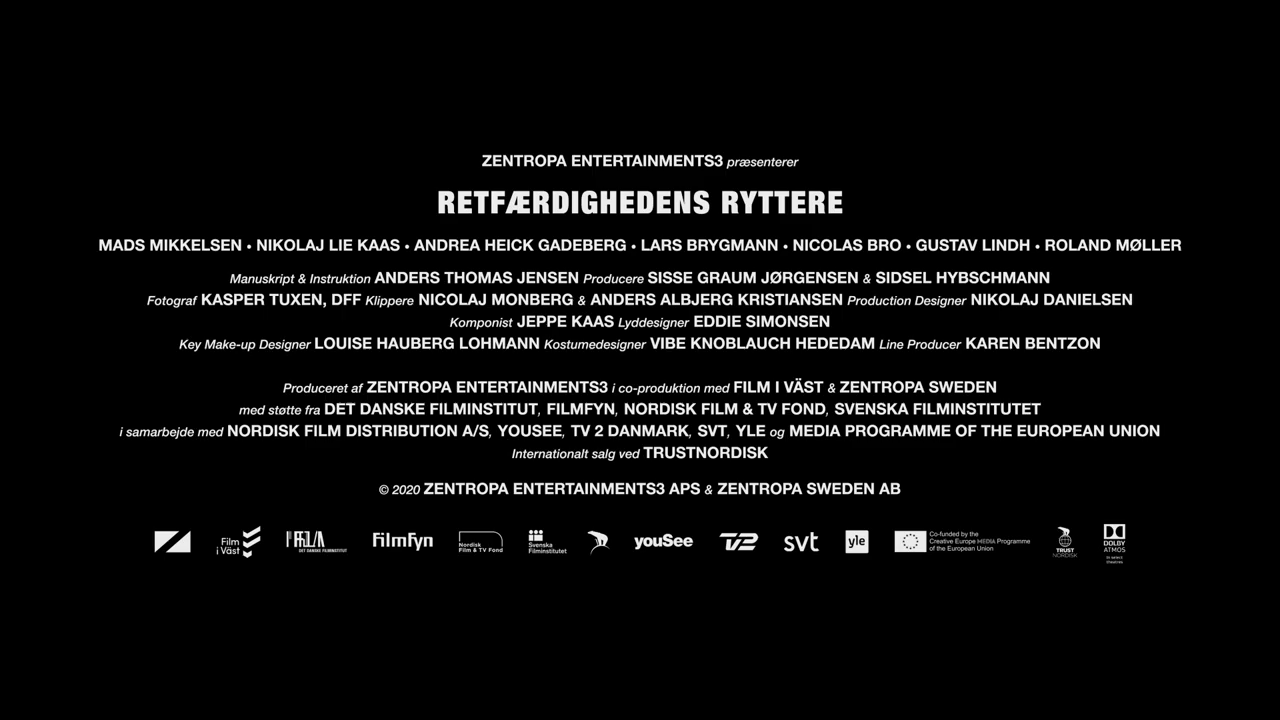 ZENTROPA ENTERTAINMENTS3 præsenterer
RETFÆRDIGHEDENS RYTTERE
MADS MIKKELSEN • NIKOLAJ LIE KAAS • ANDREA HEICK GADEBERG • LARS BRYGMANN • NICOLAS BRO • GUSTAV LINDH • ROLAND MØLLER
Manuskript & Instruktion ANDERS THOMAS JENSEN Producere SISSE GRAUM JØRGENSEN & SIDSEL HYBSCHMANN
Fotograf KASPER TUXEN, DFF Klippere NICOLAJ MONBERG & ANDERS ALBJERG KRISTIANSEN Production Designer NIKOLAJ DANIELSEN
Komponist JEPPE KAAS Lyddesigner EDDIE SIMONSEN
Key Make-up Designer LOUISE HAUBERG LOHMANN Kostumedesigner VIBE KNOBLAUCH HEDEDAM Line Producer KAREN BENTZON
Produceret af ZENTROPA ENTERTAINMENTS3 i co-produktion med FILM I VÄST & ZENTROPA SWEDEN
med støtte fra DET DANSKE FILMINSTITUT, FILMFYN, NORDISK FILM & TV FOND, SVENSKA FILMINSTITUTET
i samarbejde med NORDISK FILM DISTRIBUTION A/S, YOUSEE, TV 2 DANMARK, SVT, YLE og MEDIA PROGRAMME OF THE EUROPEAN UNION
Internationalt salg ved TRUSTNORDISK
© 2020 ZENTROPA ENTERTAINMENTS3 APS & ZENTROPA SWEDEN AB
Film i Väst
DET DANSKE FILMINSTITUT
filmfyn
Nordisk Film & TV Fond
Svenska Filminstitutet
youSee
TV2
svt
yle
Co-funded by the
Creative Europe MEDIA Programme
of the European Union
TRUST
NORDISK
DOLBY
ATMOS
In select
theatres